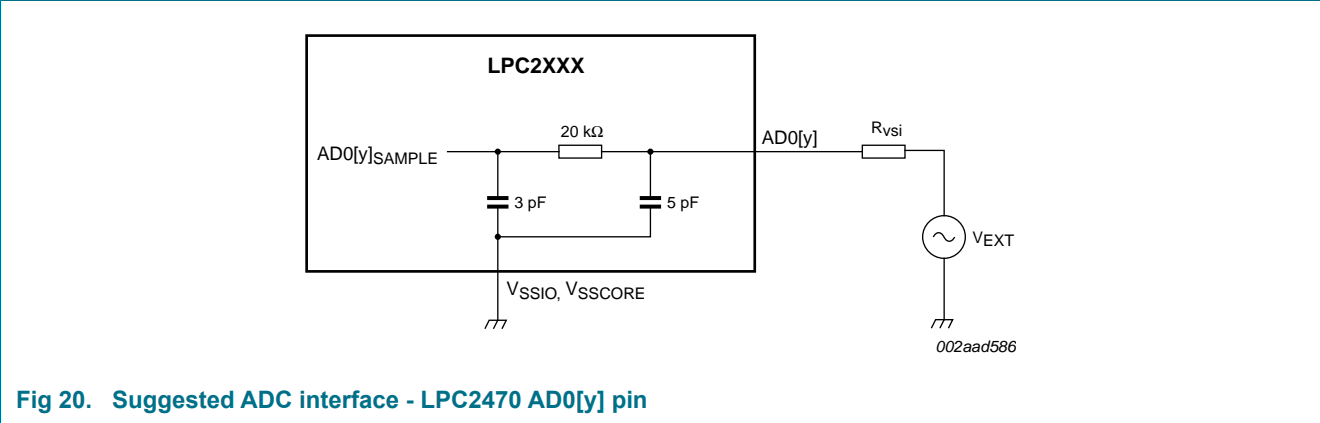 LPC2XXX
20 kΩ
AD0[y]SAMPLE
AD0[y]
Rvsi
3 pF
5 pF
VEXT
VSSIO, VSSCORE
002aad586
Fig 20. Suggested ADC interface - LPC2470 AD0[y] pin